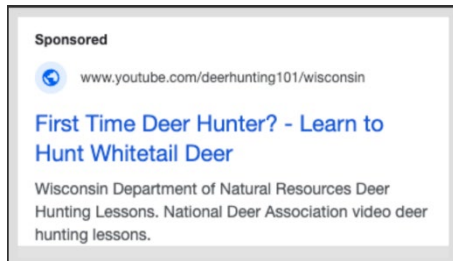 Sponsored
www.youtube.com/deerhunting101/wisconsin
First Time Deer Hunter? - Learn to
Hunt Whitetail Deer
Wisconsin Department of Natural Resources Deer
Hunting Lessons. National Deer Association video deer
hunting lessons.